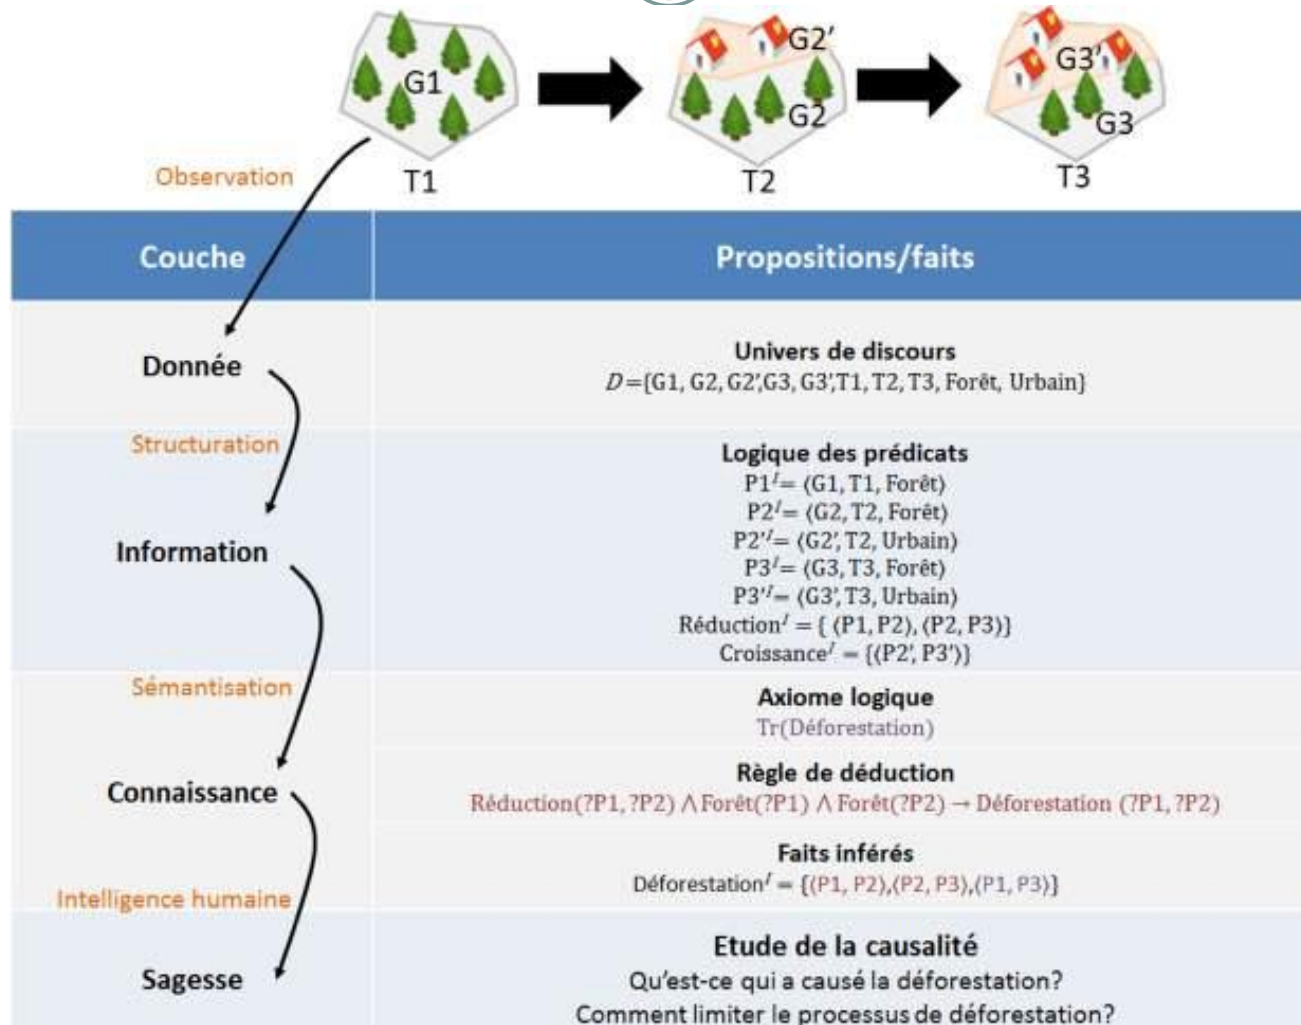 G1
G2'
G2
G3'
G3
T1
T2
T3
Observation
Couche
Propositions/faits
Donnée
Univers de discours
D={G1, G2, G2',G3, G3',T1, T2, T3, Forêt, Urbain}
Structuration
Information
Logique des prédicats
P1ᴵ= ⟨G1, T1, Forêt⟩
P2ᴵ= ⟨G2, T2, Forêt⟩
P2'ᴵ= ⟨G2', T2, Urbain⟩
P3ᴵ= ⟨G3, T3, Forêt⟩
P3'ᴵ= ⟨G3', T3, Urbain⟩
Réductionᴵ = { ⟨P1, P2⟩, ⟨P2, P3⟩}
Croissanceᴵ = {⟨P2', P3'⟩}
Sémantisation
Connaissance
Axiome logique
Tr(Déforestation)
Règle de déduction
Réduction(?P1, ?P2) ∧ Forêt(?P1) ∧ Forêt(?P2) → Déforestation (?P1, ?P2)
Faits inférés
Déforestationᴵ = {⟨P1, P2⟩,⟨P2, P3⟩,⟨P1, P3⟩}
Intelligence humaine
Sagesse
Etude de la causalité
Qu'est-ce qui a causé la déforestation?
Comment limiter le processus de déforestation?